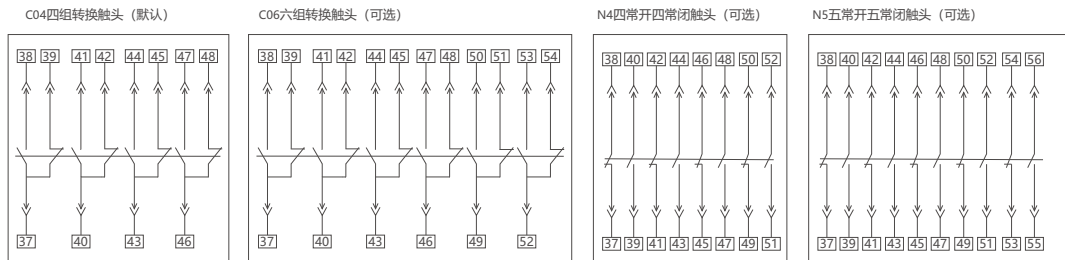 C04四组转换触头（默认）
38 39 41 42 44 45 47 48
37 40 43 46
C06六组转换触头（可选）
38 39 41 42 44 45 47 48 50 51 53 54
37 40 43 46 49 52
N4四常开四常闭触头（可选）
38 40 42 44 46 48 50 52
37 39 41 43 45 47 49 51
N5五常开五常闭触头（可选）
38 40 42 44 46 48 50 52 54 56
37 39 41 43 45 47 49 51 53 55